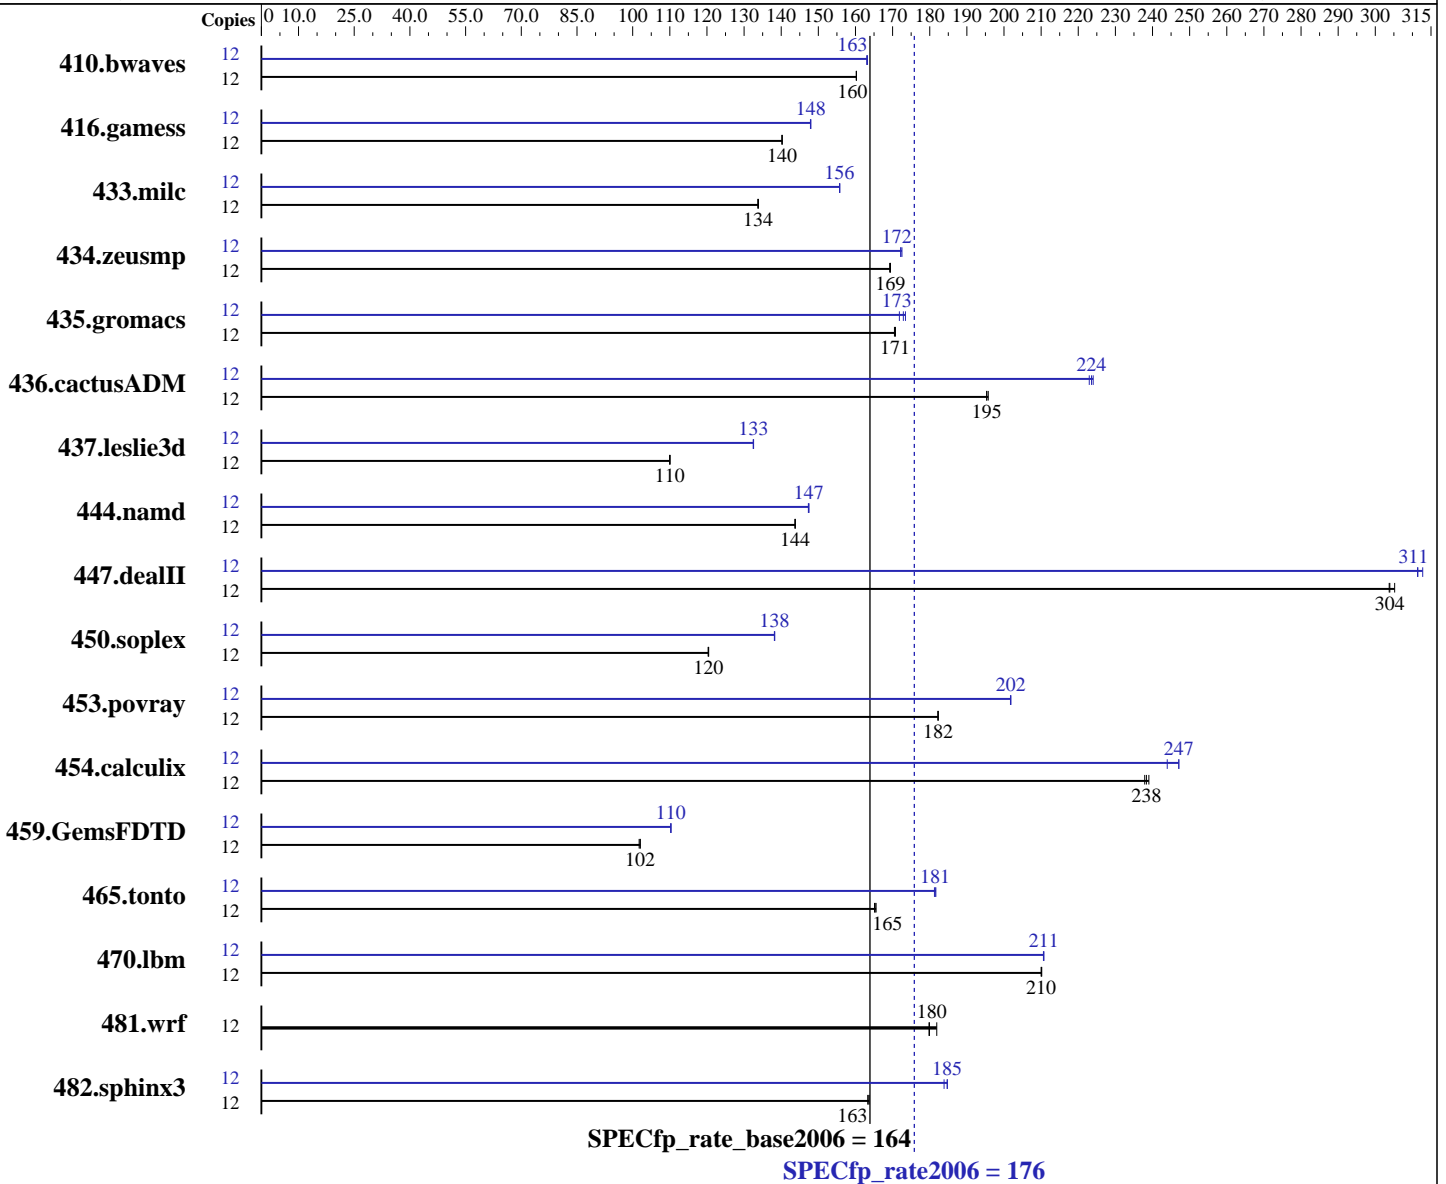 Copies 0 10.0 25.0 40.0 55.0 70.0 85.0 100 110 120 130 140 150 160 170 180 190 200 210 220 230 240 250 260 270 280 290 300 315
410.bwaves 12 163
12 160
416.gamess 12 148
12 140
433.milc 12 156
12 134
434.zeusmp 12 172
12 169
435.gromacs 12 173
12 171
436.cactusADM 12 224
12 195
437.leslie3d 12 133
12 110
444.namd 12 147
12 144
447.dealII 12 311
12 304
450.soplex 12 138
12 120
453.povray 12 202
12 182
454.calculix 12 247
12 238
459.GemsFDTD 12 110
12 102
465.tonto 12 181
12 165
470.lbm 12 211
12 210
481.wrf 12 180
482.sphinx3 12 185
12 163
SPECfp_rate_base2006 = 164
SPECfp_rate2006 = 176